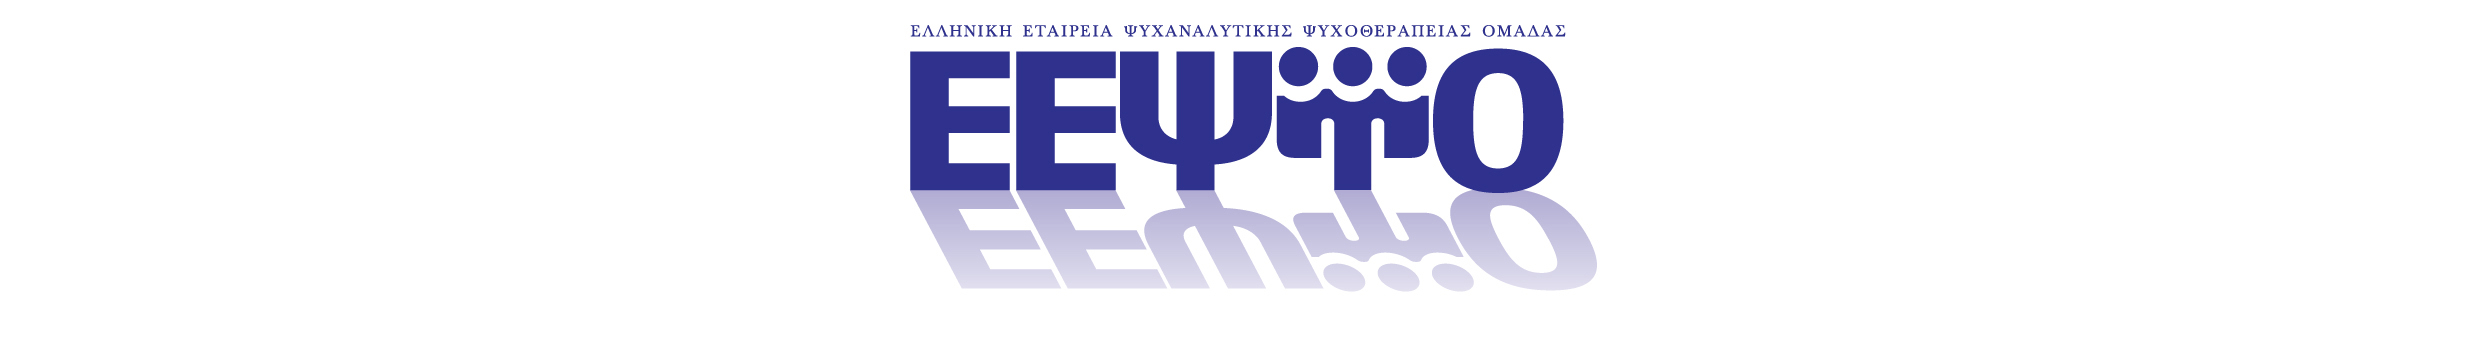 ΕΛΛΗΝΙΚΗ ΕΤΑΙΡΕΙΑ ΨΥΧΑΝΑΛΥΤΙΚΗΣ ΨΥΧΟΘΕΡΑΠΕΙΑΣ ΟΜΑΔΑΣ
ΕΕΨΨΟ